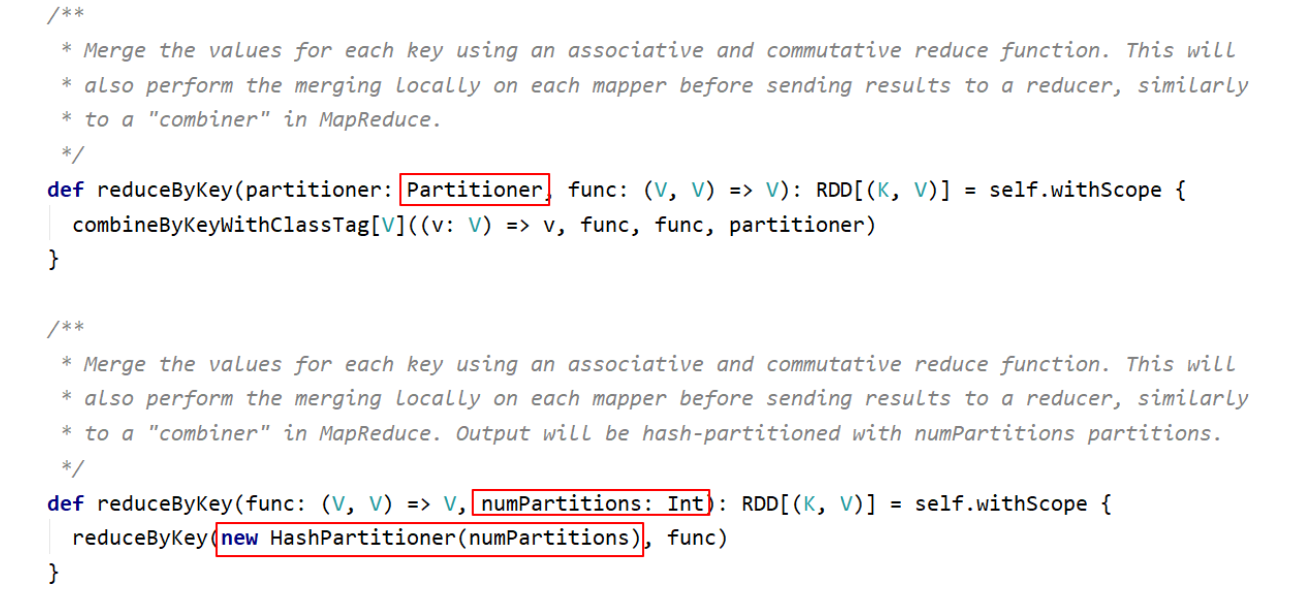 /**
 * Merge the values for each key using an associative and commutative reduce function. This will
 * also perform the merging locally on each mapper before sending results to a reducer, similarly
 * to a "combiner" in MapReduce.
 */
def reduceByKey(partitioner: Partitioner, func: (V, V) => V): RDD[(K, V)] = self.withScope {
  combineByKeyWithClassTag[V]((v: V) => v, func, func, partitioner)
}
/**
 * Merge the values for each key using an associative and commutative reduce function. This will
 * also perform the merging locally on each mapper before sending results to a reducer, similarly
 * to a "combiner" in MapReduce. Output will be hash-partitioned with numPartitions partitions.
 */
def reduceByKey(func: (V, V) => V, numPartitions: Int): RDD[(K, V)] = self.withScope {
  reduceByKey(new HashPartitioner(numPartitions), func)
}